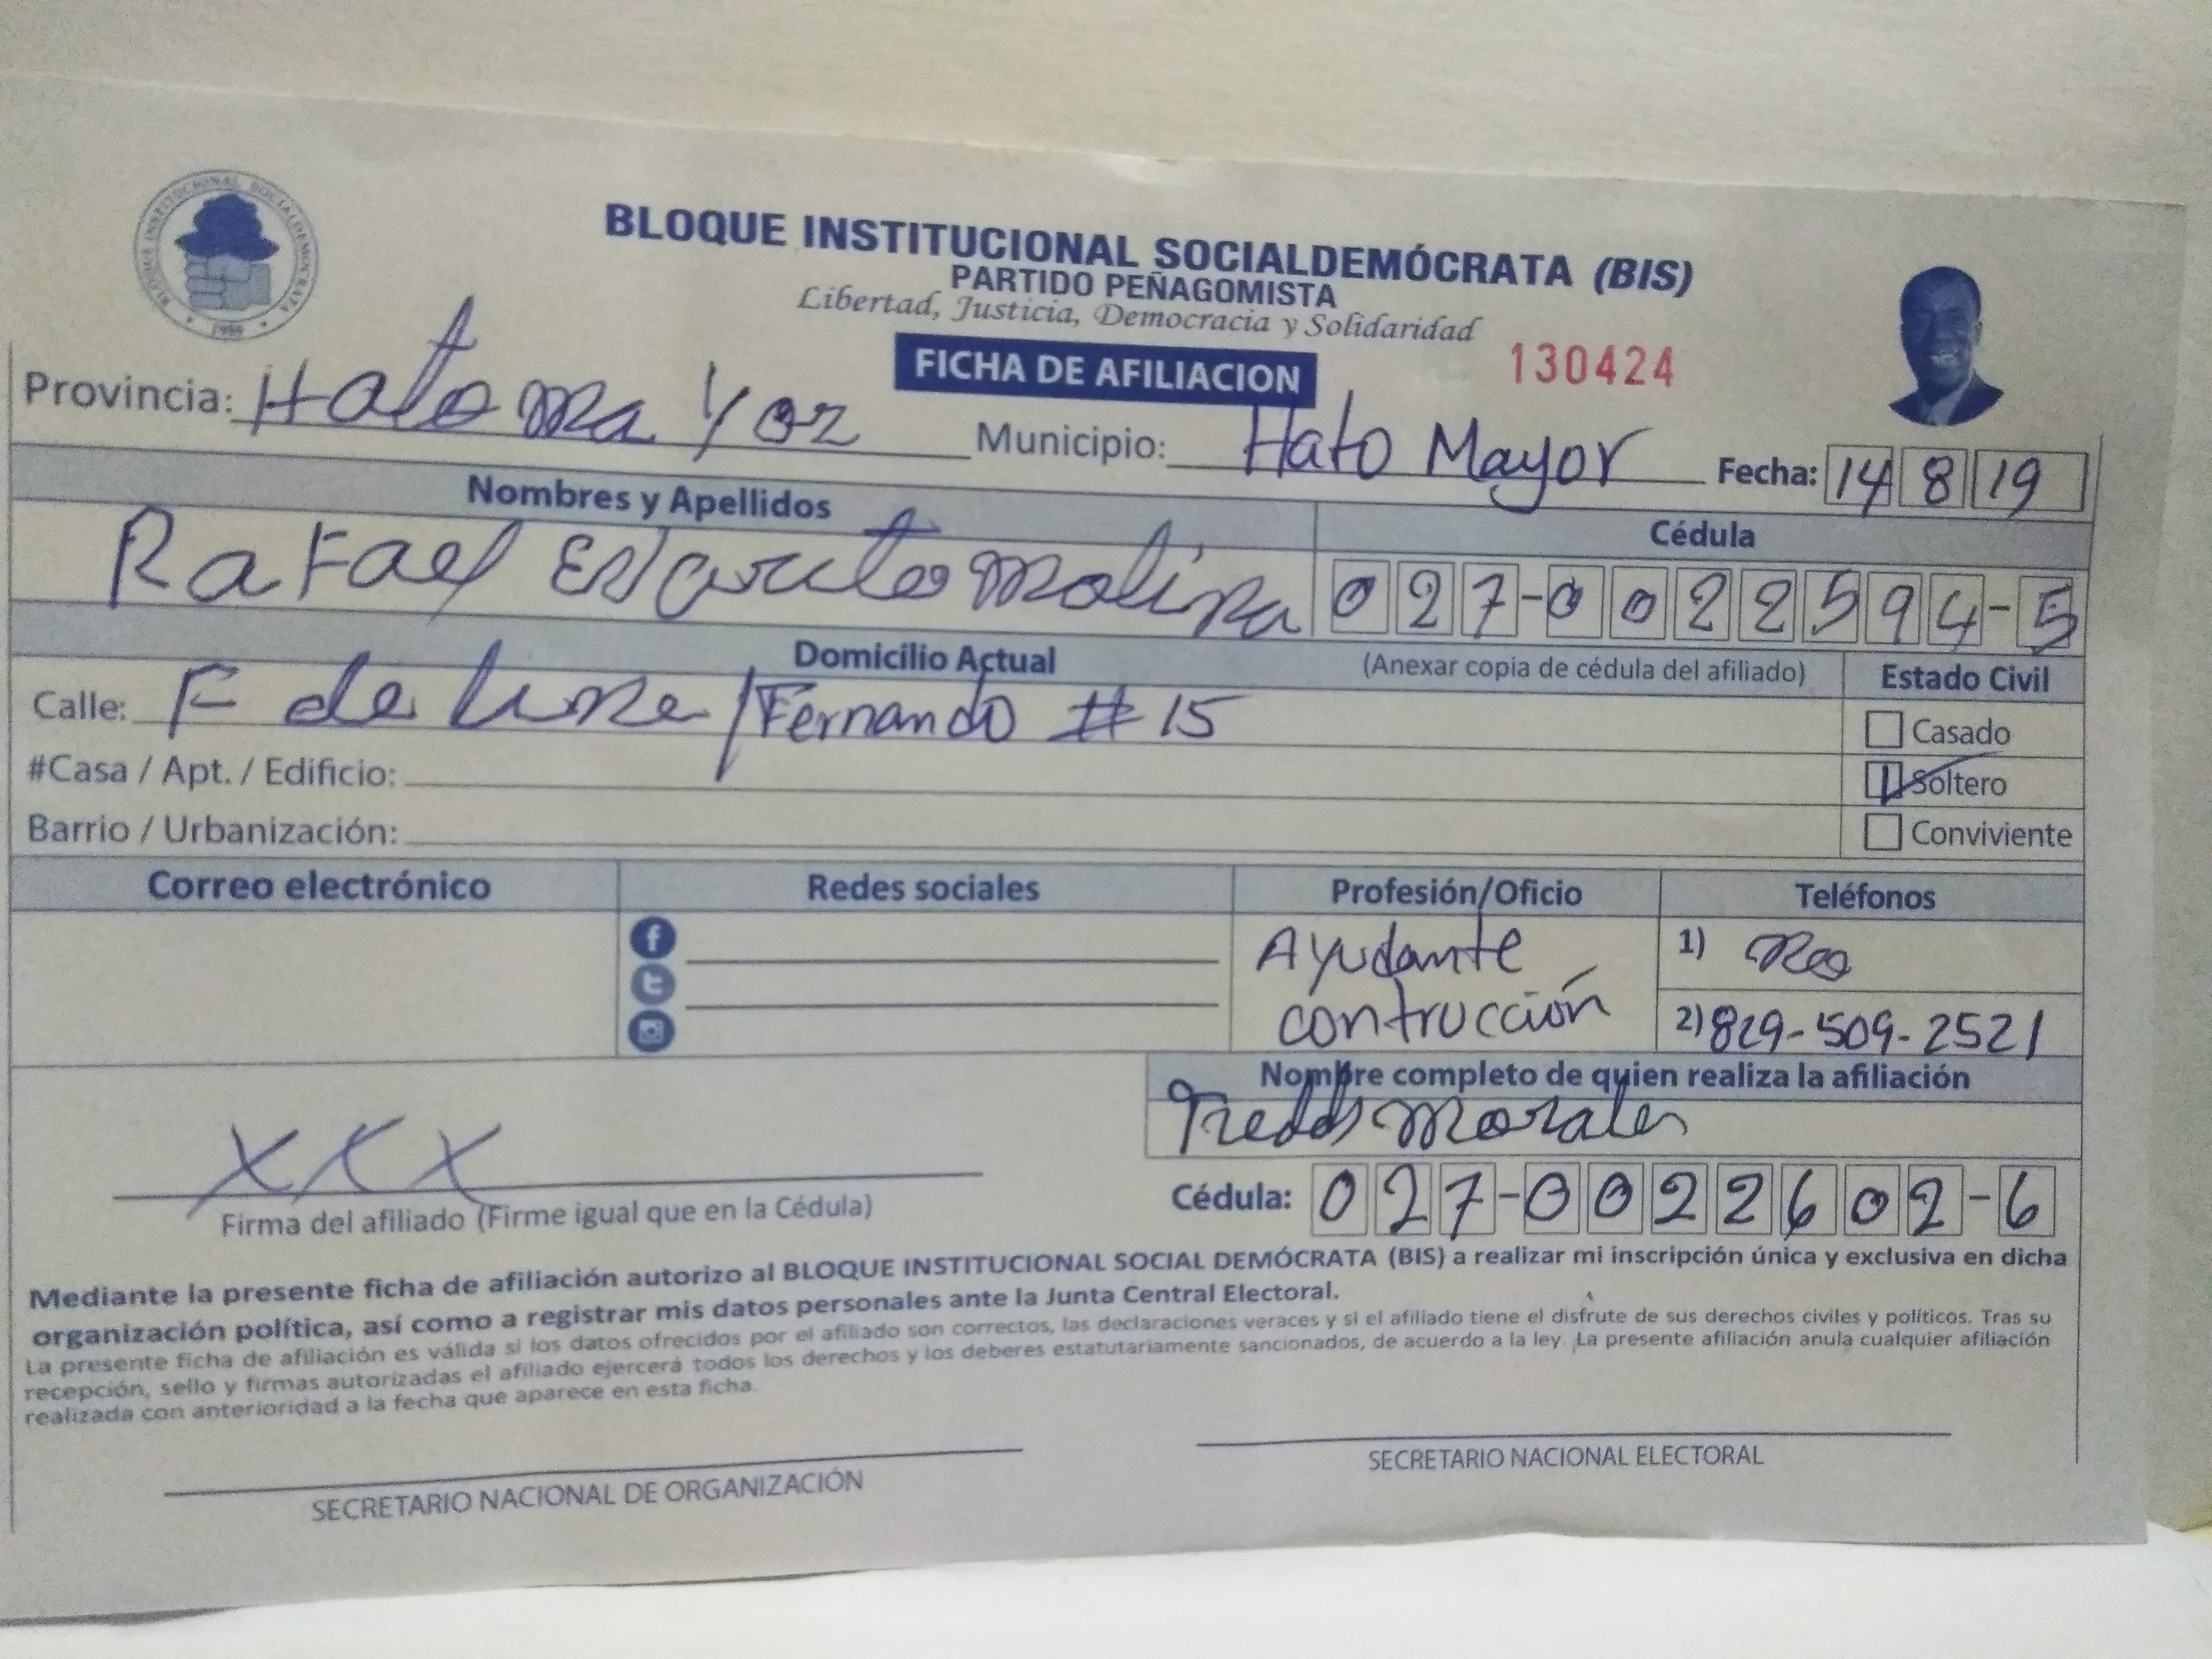 BLOQUE INSTITUCIONAL SOCIALDEMÓCRATA
1989
BLOQUE INSTITUCIONAL SOCIALDEMÓCRATA (BIS)
PARTIDO PEÑAGOMISTA
Libertad, Justicia, Democracia y Solidaridad
FICHA DE AFILIACION
130424
Provincia: Hato ma Yor Municipio: Hato Mayor Fecha: 14 8 19
Nombres y Apellidos
Cédula
Rafael Molina 027-0022594-5
Domicilio Actual (Anexar copia de cédula del afiliado) Estado Civil
Calle: F de /Fernando # 15
Casado
#Casa / Apt. / Edificio:
Soltero
Barrio / Urbanización:
Conviviente
Correo electrónico Redes sociales Profesión/Oficio Teléfonos
Ayudante
contrucción
1) No
2) 829-509-2521
Nombre completo de quien realiza la afiliación
Morales
X X X
Firma del afiliado (Firme igual que en la Cédula)
Cédula: 027-0022602-6
Mediante la presente ficha de afiliación autorizo al BLOQUE INSTITUCIONAL SOCIAL DEMÓCRATA (BIS) a realizar mi inscripción única y exclusiva en dicha
organización política, así como a registrar mis datos personales ante la Junta Central Electoral.
La presente ficha de afiliación es válida si los datos ofrecidos por el afiliado son correctos, las declaraciones veraces y si el afiliado tiene el disfrute de sus derechos civiles y políticos. Tras su
recepción, sello y firmas autorizadas el afiliado ejercerá todos los derechos y los deberes estatutariamente sancionados, de acuerdo a la ley. La presente afiliación anula cualquier afiliación
realizada con anterioridad a la fecha que aparece en esta ficha.
SECRETARIO NACIONAL DE ORGANIZACIÓN
SECRETARIO NACIONAL ELECTORAL